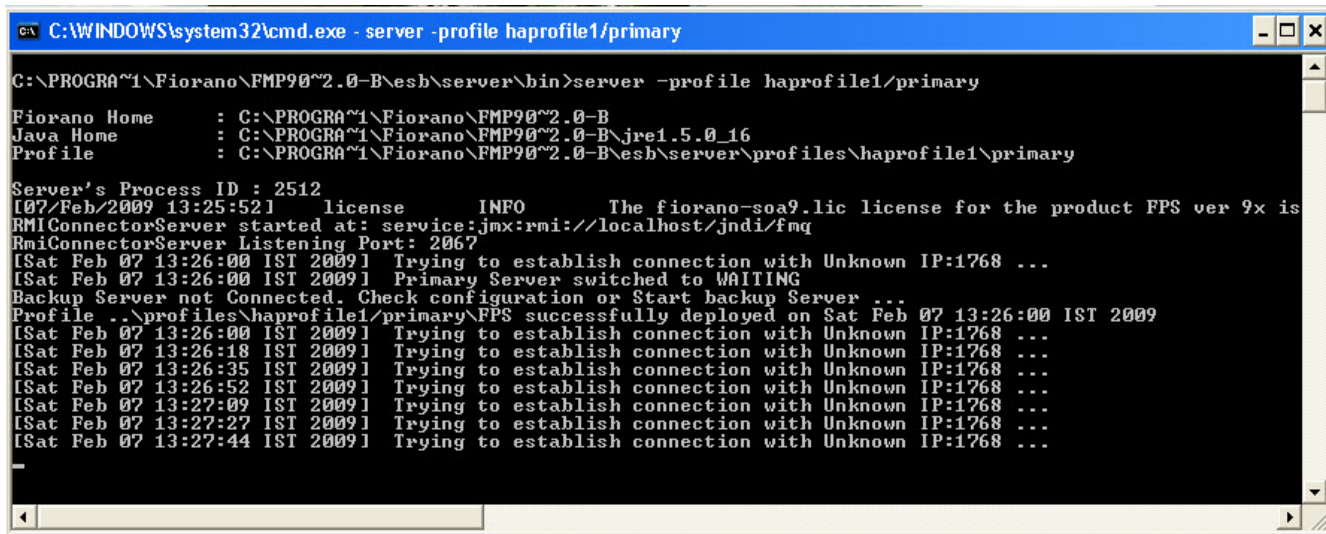 C:\WINDOWS\system32\cmd.exe - server -profile haprofile1/primary
C:\PROGRA~1\Fiorano\FMP90~2.0-B\esb\server\bin>server -profile haprofile1/primary
Fiorano Home : C:\PROGRA~1\Fiorano\FMP90~2.0-B
Java Home : C:\PROGRA~1\Fiorano\FMP90~2.0-B\jre1.5.0_16
Profile : C:\PROGRA~1\Fiorano\FMP90~2.0-B\esb\server\profiles\haprofile1\primary
Server's Process ID : 2512
[07/Feb/2009 13:25:52] license INFO The fiorano-soa9.lic license for the product FPS ver 9x is
RMIConnectorServer started at: service:jmx:rmi://localhost/jndi/fmq
RmiConnectorServer Listening Port: 2067
[Sat Feb 07 13:26:00 IST 2009] Trying to establish connection with Unknown IP:1768 ...
[Sat Feb 07 13:26:00 IST 2009] Primary Server switched to WAITING
Backup Server not Connected. Check configuration or Start backup Server ...
Profile ..\profiles\haprofile1/primary\FPS successfully deployed on Sat Feb 07 13:26:00 IST 2009
[Sat Feb 07 13:26:00 IST 2009] Trying to establish connection with Unknown IP:1768 ...
[Sat Feb 07 13:26:18 IST 2009] Trying to establish connection with Unknown IP:1768 ...
[Sat Feb 07 13:26:35 IST 2009] Trying to establish connection with Unknown IP:1768 ...
[Sat Feb 07 13:26:52 IST 2009] Trying to establish connection with Unknown IP:1768 ...
[Sat Feb 07 13:27:09 IST 2009] Trying to establish connection with Unknown IP:1768 ...
[Sat Feb 07 13:27:27 IST 2009] Trying to establish connection with Unknown IP:1768 ...
[Sat Feb 07 13:27:44 IST 2009] Trying to establish connection with Unknown IP:1768 ...